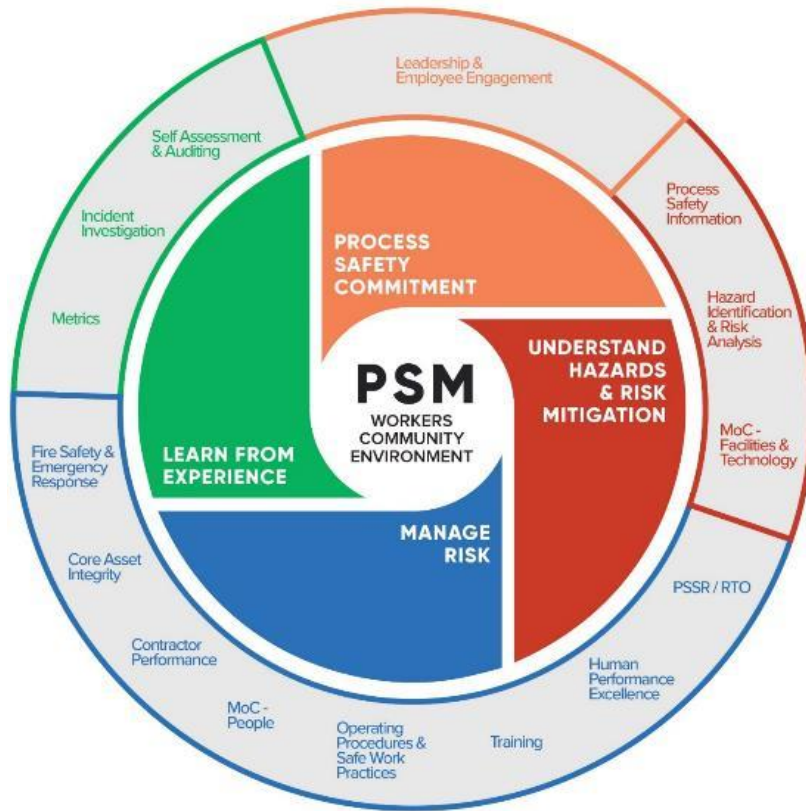 Leadership &
Employee Engagement
Process
Safety
Information
Hazard
Identification
& Risk
Analysis
MoC -
Facilities &
Technology
PSSR / RTO
Human
Performance
Excellence
Training
Operating
Procedures &
Safe Work
Practices
MoC -
People
Contractor
Performance
Core Asset
Integrity
Fire Safety &
Emergency
Response
Metrics
Incident
Investigation
Self Assessment
& Auditing
PROCESS
SAFETY
COMMITMENT
UNDERSTAND
HAZARDS
& RISK
MITIGATION
MANAGE
RISK
LEARN FROM
EXPERIENCE
PSM
WORKERS
COMMUNITY
ENVIRONMENT